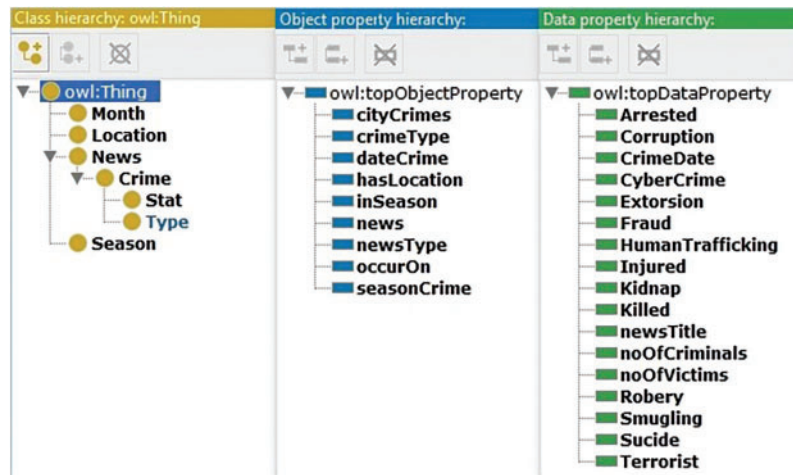 Class hierarchy: owl:Thing
owl:Thing
Month
Location
News
Crime
Stat
Type
Season
Object property hierarchy:
owl:topObjectProperty
cityCrimes
crimeType
dateCrime
hasLocation
inSeason
news
newsType
occurOn
seasonCrime
Data property hierarchy:
owl:topDataProperty
Arrested
Corruption
CrimeDate
CyberCrime
Extorsion
Fraud
HumanTrafficking
Injured
Kidnap
Killed
newsTitle
noOfCriminals
noOfVictims
Robery
Smugling
Sucide
Terrorist